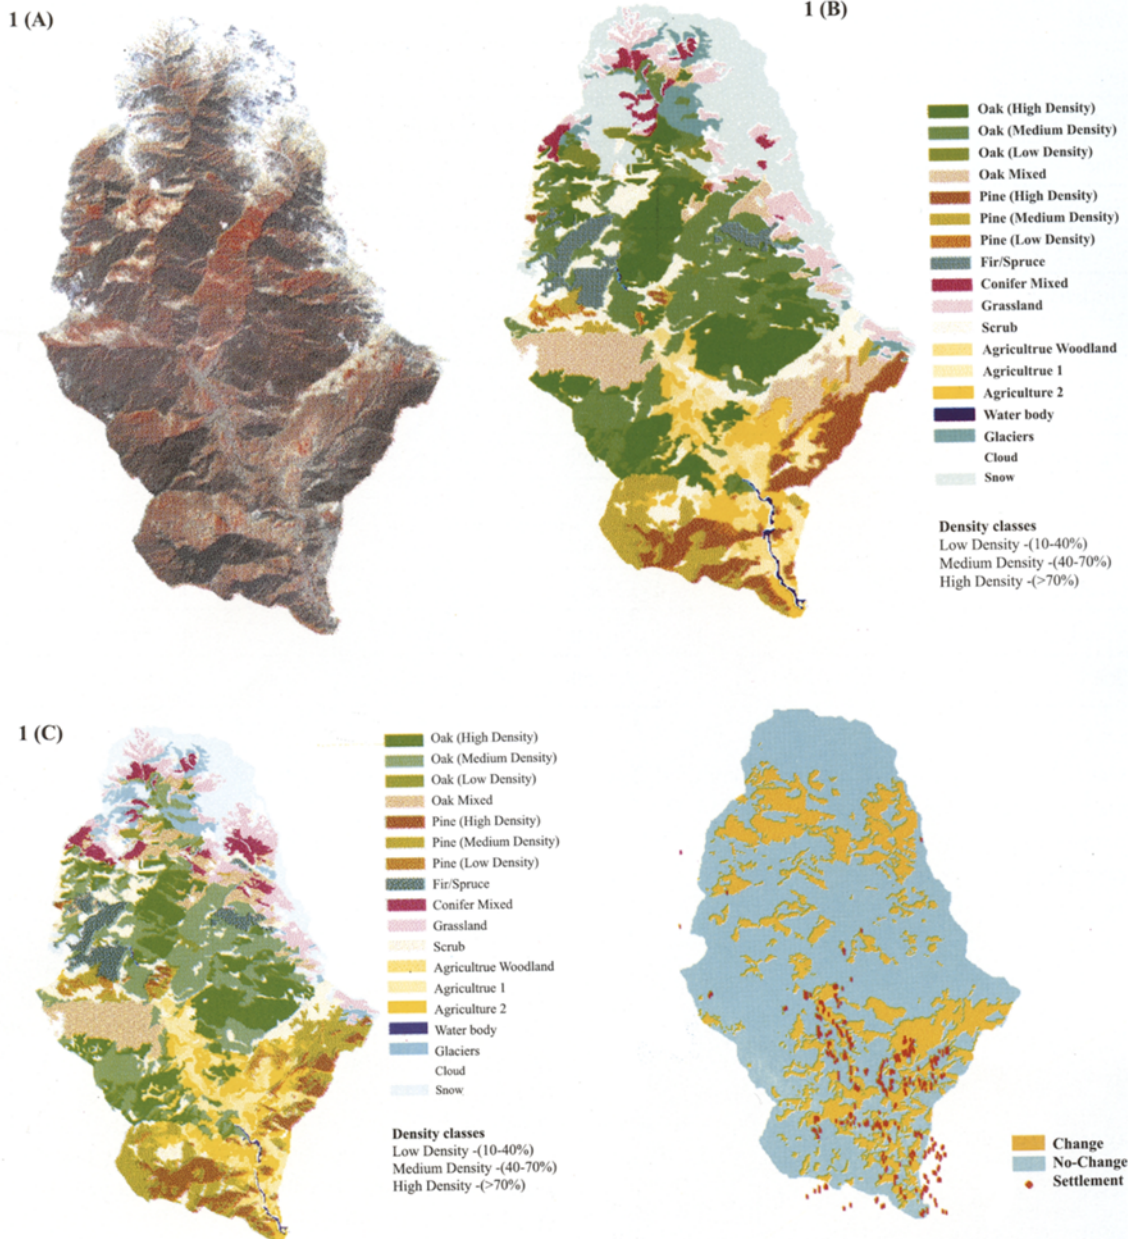 1 (A)
1 (B)
Oak (High Density)
Oak (Medium Density)
Oak (Low Density)
Oak Mixed
Pine (High Density)
Pine (Medium Density)
Pine (Low Density)
Fir/Spruce
Conifer Mixed
Grassland
Scrub
Agricultrue Woodland
Agricultrue 1
Agriculture 2
Water body
Glaciers
Cloud
Snow
Density classes
Low Density -(10-40%)
Medium Density -(40-70%)
High Density -(>70%)
1 (C)
Oak (High Density)
Oak (Medium Density)
Oak (Low Density)
Oak Mixed
Pine (High Density)
Pine (Medium Density)
Pine (Low Density)
Fir/Spruce
Conifer Mixed
Grassland
Scrub
Agricultrue Woodland
Agricultrue 1
Agriculture 2
Water body
Glaciers
Cloud
Snow
Density classes
Low Density -(10-40%)
Medium Density -(40-70%)
High Density -(>70%)
Change
No-Change
Settlement